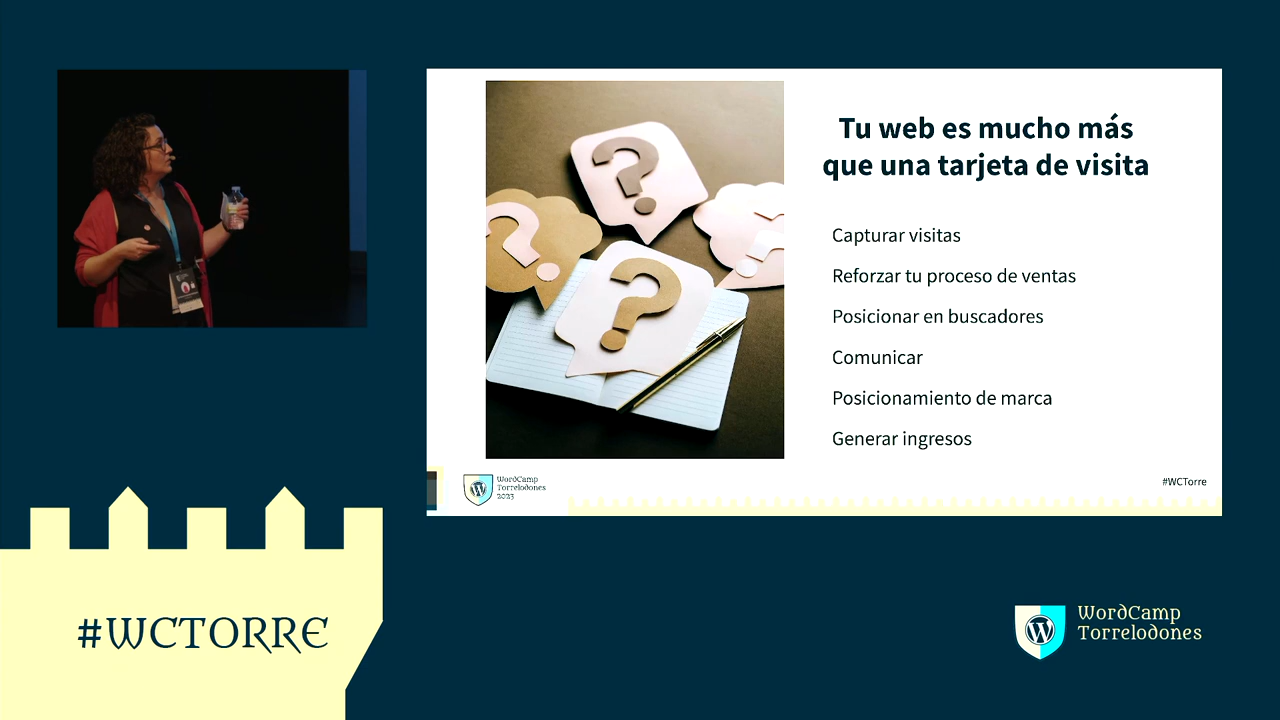 Tu web es mucho más
que una tarjeta de visita
Capturar visitas
Reforzar tu proceso de ventas
Posicionar en buscadores
Comunicar
Posicionamiento de marca
Generar ingresos
WordCamp
Torrelodones
2023
#WCTorre
#WCTORRE
WordCamp
Torrelodones